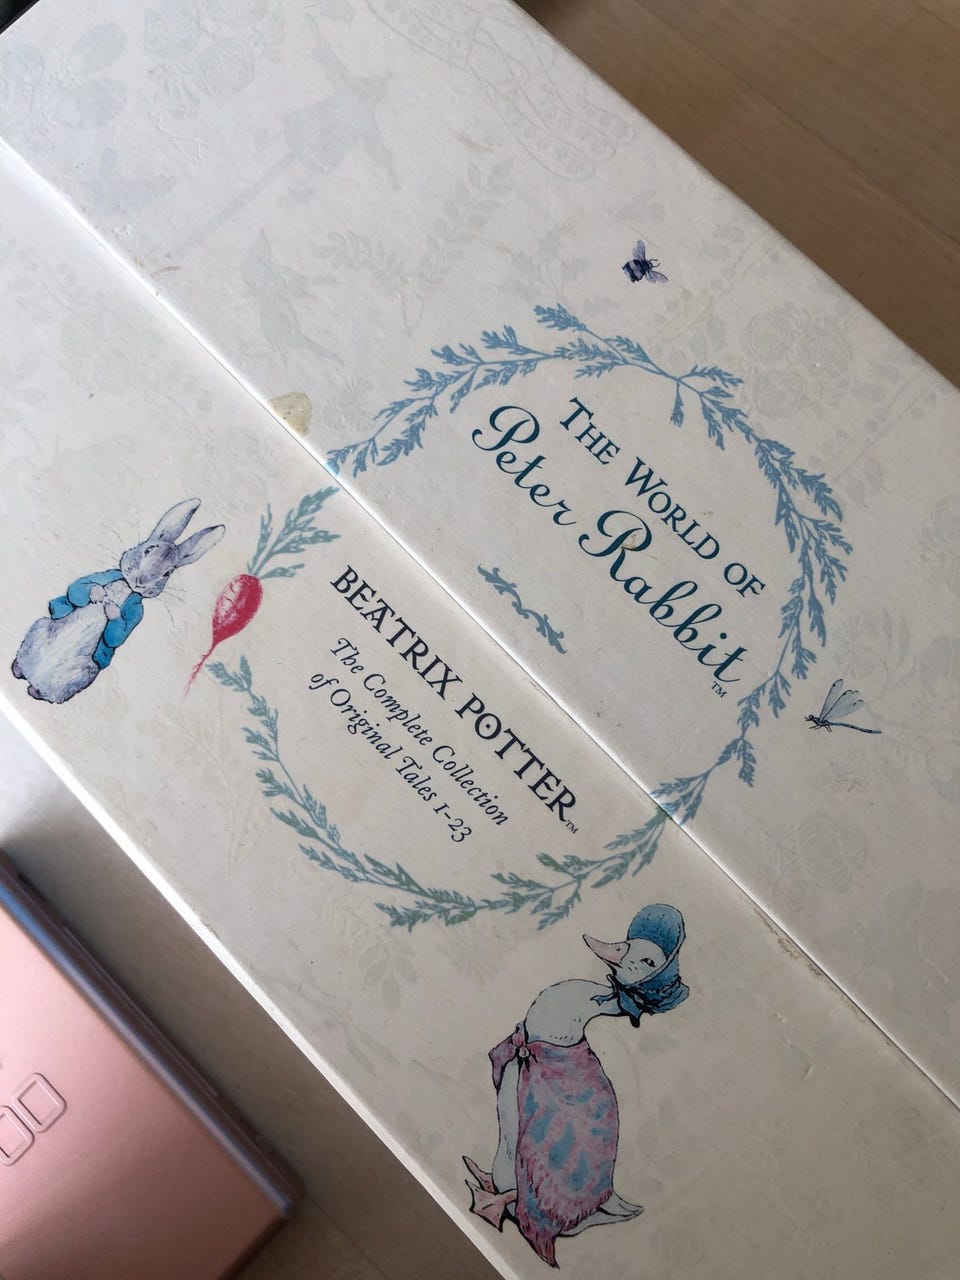 THE WORLD OF
Peter Rabbit™
BEATRIX POTTER™
The Complete Collection
of Original Tales 1-23